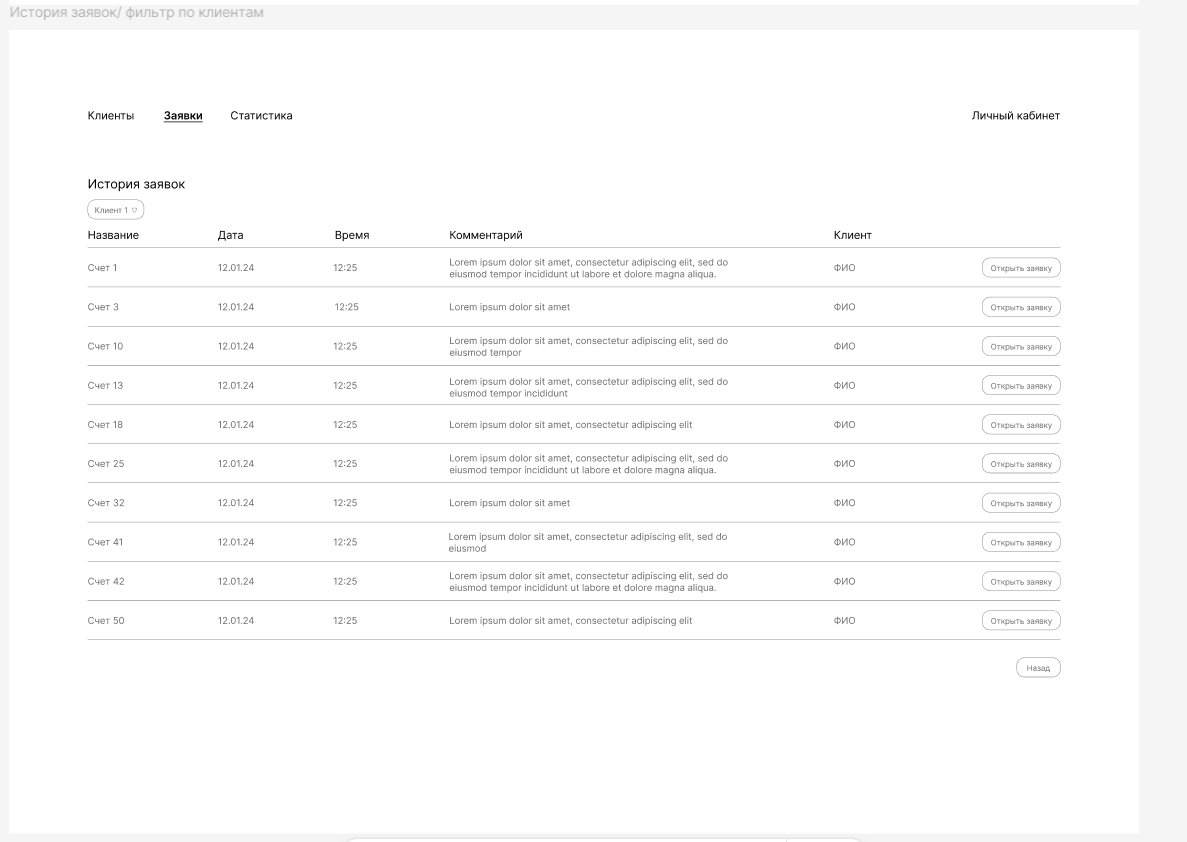 История заявок/ фильтр по клиентам
Клиенты Заявки Статистика Личный кабинет
История заявок
Клиент 1
Название Дата Время Комментарий Клиент
Счет 1 12.01.24 12:25 Lorem ipsum dolor sit amet, consectetur adipiscing elit, sed do
eiusmod tempor incididunt ut labore et dolore magna aliqua. ФИО Открыть заявку
Счет 3 12.01.24 12:25 Lorem ipsum dolor sit amet ФИО Открыть заявку
Счет 10 12.01.24 12:25 Lorem ipsum dolor sit amet, consectetur adipiscing elit, sed do
eiusmod tempor ФИО Открыть заявку
Счет 13 12.01.24 12:25 Lorem ipsum dolor sit amet, consectetur adipiscing elit, sed do
eiusmod tempor incididunt ФИО Открыть заявку
Счет 18 12.01.24 12:25 Lorem ipsum dolor sit amet, consectetur adipiscing elit ФИО Открыть заявку
Счет 25 12.01.24 12:25 Lorem ipsum dolor sit amet, consectetur adipiscing elit, sed do
eiusmod tempor incididunt ut labore et dolore magna aliqua. ФИО Открыть заявку
Счет 32 12.01.24 12:25 Lorem ipsum dolor sit amet ФИО Открыть заявку
Счет 41 12.01.24 12:25 Lorem ipsum dolor sit amet, consectetur adipiscing elit, sed do
eiusmod ФИО Открыть заявку
Счет 42 12.01.24 12:25 Lorem ipsum dolor sit amet, consectetur adipiscing elit, sed do
eiusmod tempor incididunt ut labore et dolore magna aliqua. ФИО Открыть заявку
Счет 50 12.01.24 12:25 Lorem ipsum dolor sit amet, consectetur adipiscing elit ФИО Открыть заявку
Назад